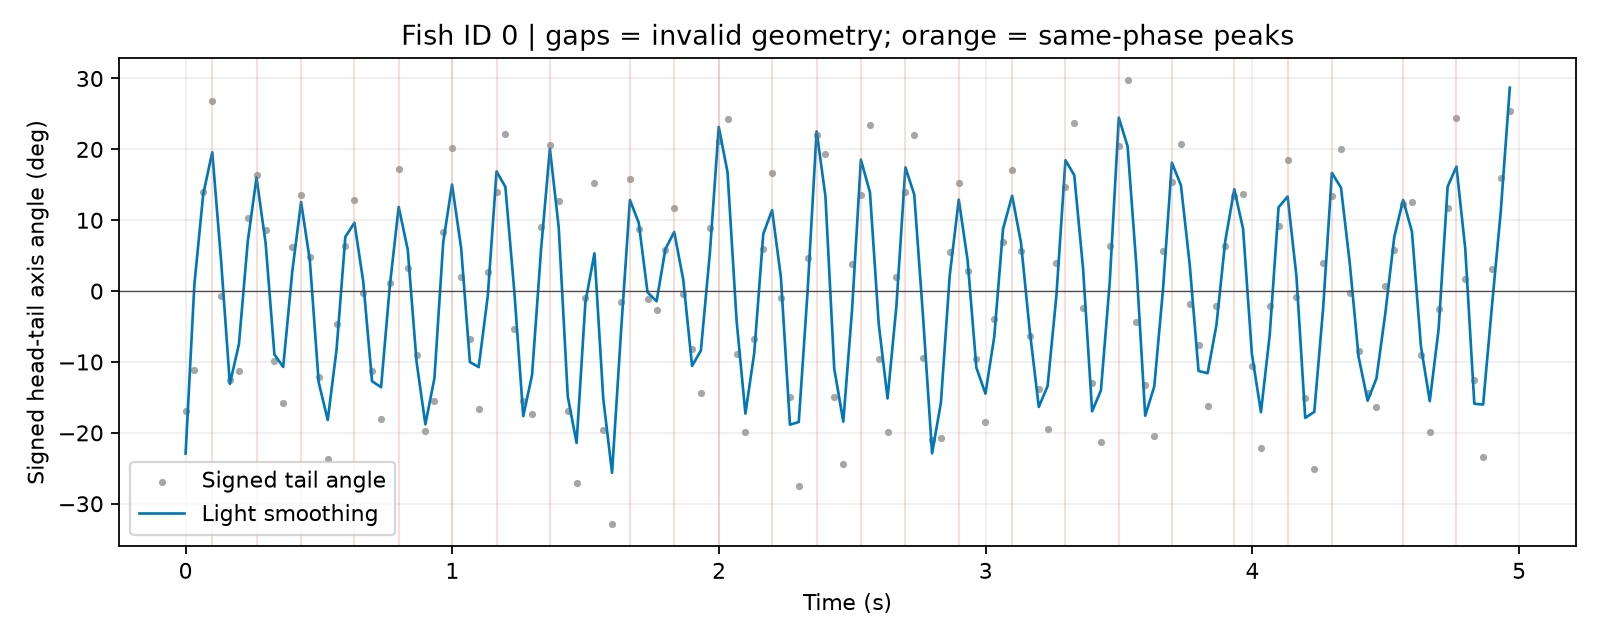 Fish ID 0 | gaps = invalid geometry; orange = same-phase peaks
Signed head-tail axis angle (deg)
30
20
10
0
−10
−20
−30
Signed tail angle
Light smoothing
0 1 2 3 4 5
Time (s)